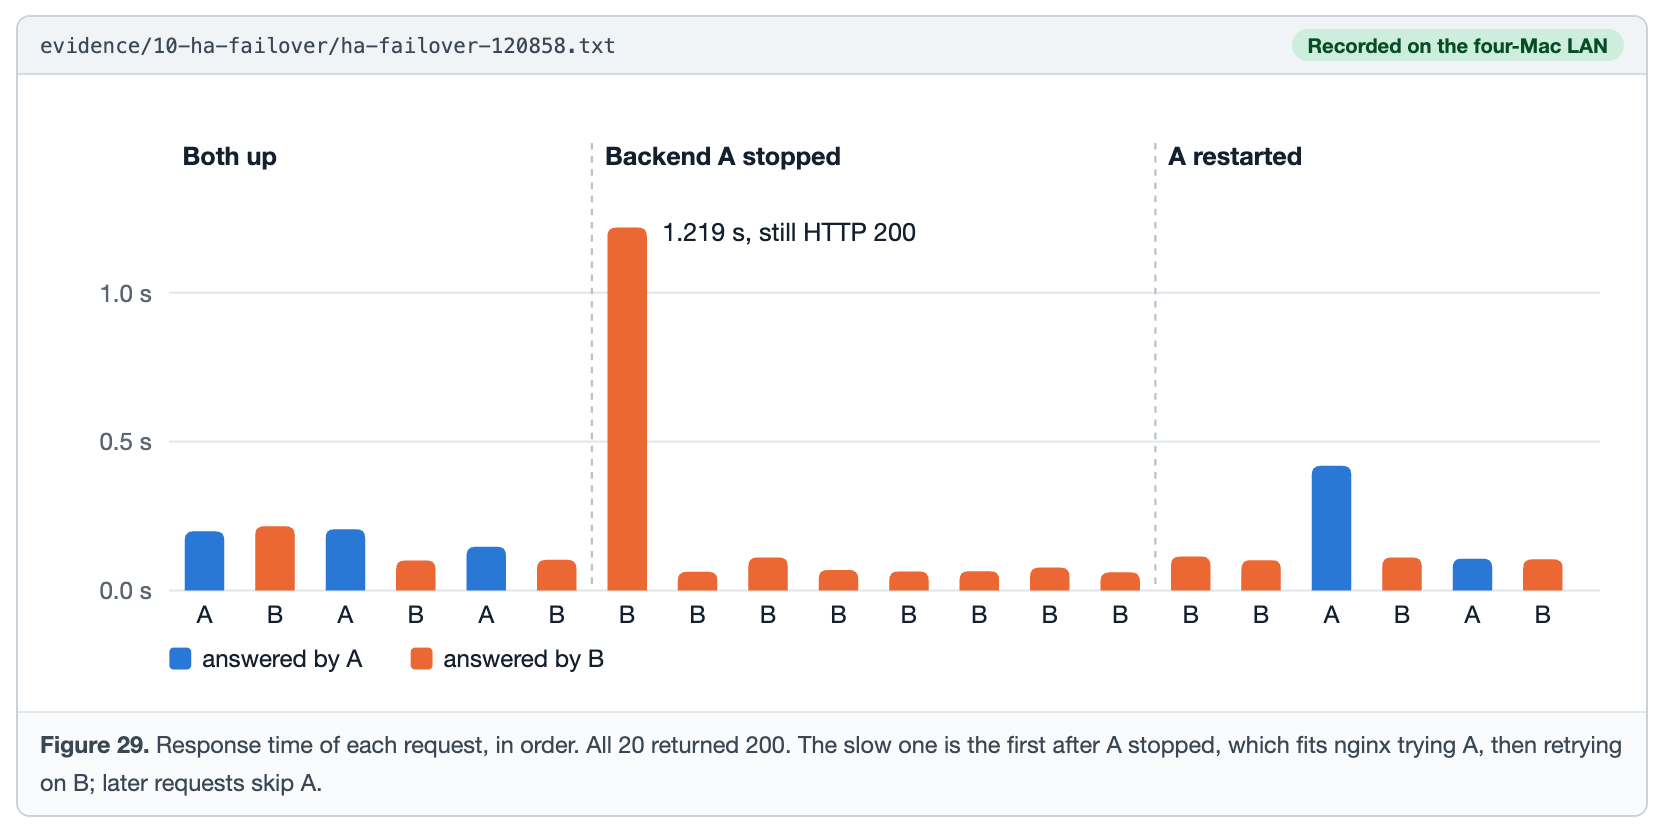 evidence/10-ha-failover/ha-failover-120858.txt
Recorded on the four-Mac LAN
Both up
Backend A stopped
A restarted
1.219 s, still HTTP 200
1.0 s
0.5 s
0.0 s
A B A B A B B B B B B B B B B B A B A B
answered by A
answered by B
Figure 29. Response time of each request, in order. All 20 returned 200. The slow one is the first after A stopped, which fits nginx trying A, then retrying
on B; later requests skip A.